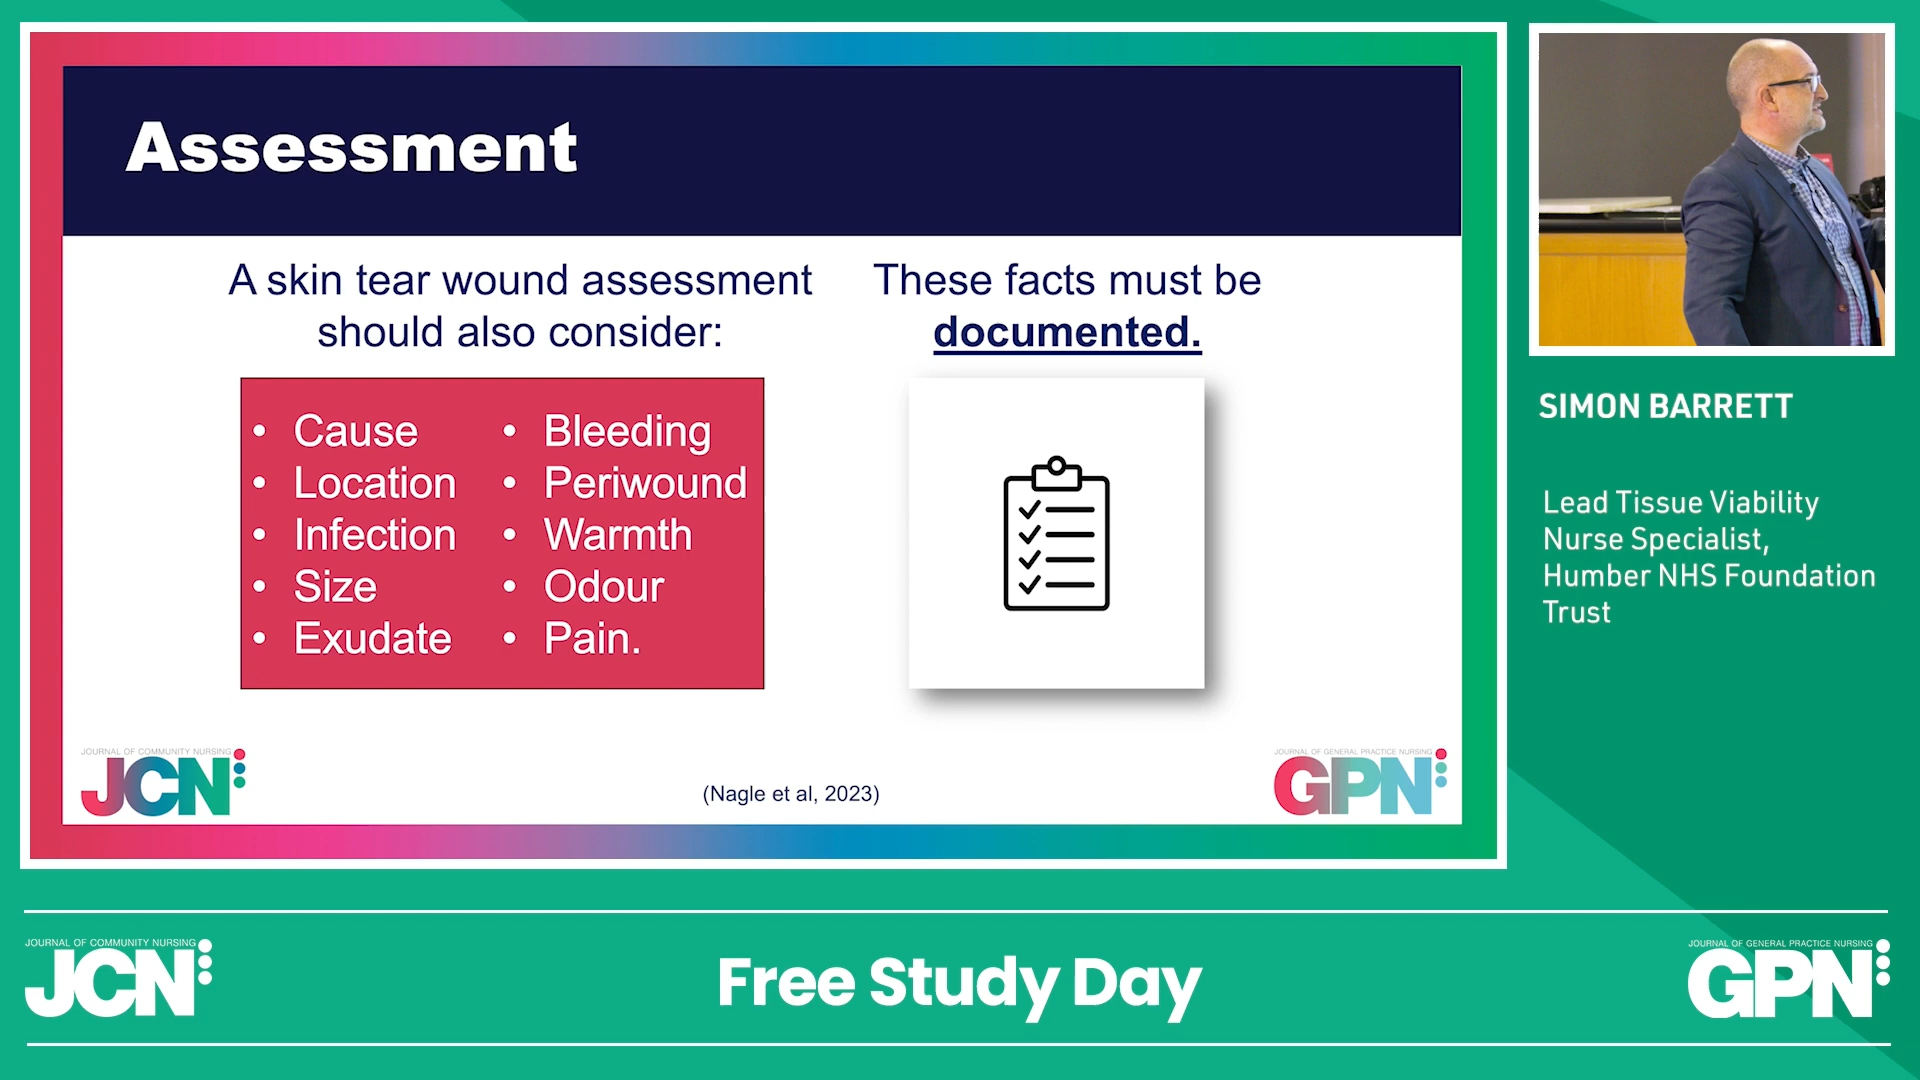 Assessment
A skin tear wound assessment
should also consider:
• Cause
• Location
• Infection
• Size
• Exudate
• Bleeding
• Periwound
• Warmth
• Odour
• Pain.
These facts must be
documented.
JOURNAL OF COMMUNITY NURSING
JCN
(Nagle et al, 2023)
JOURNAL OF GENERAL PRACTICE NURSING
GPN
SIMON BARRETT
Lead Tissue Viability
Nurse Specialist,
Humber NHS Foundation
Trust
JOURNAL OF COMMUNITY NURSING
JCN
Free Study Day
JOURNAL OF GENERAL PRACTICE NURSING
GPN